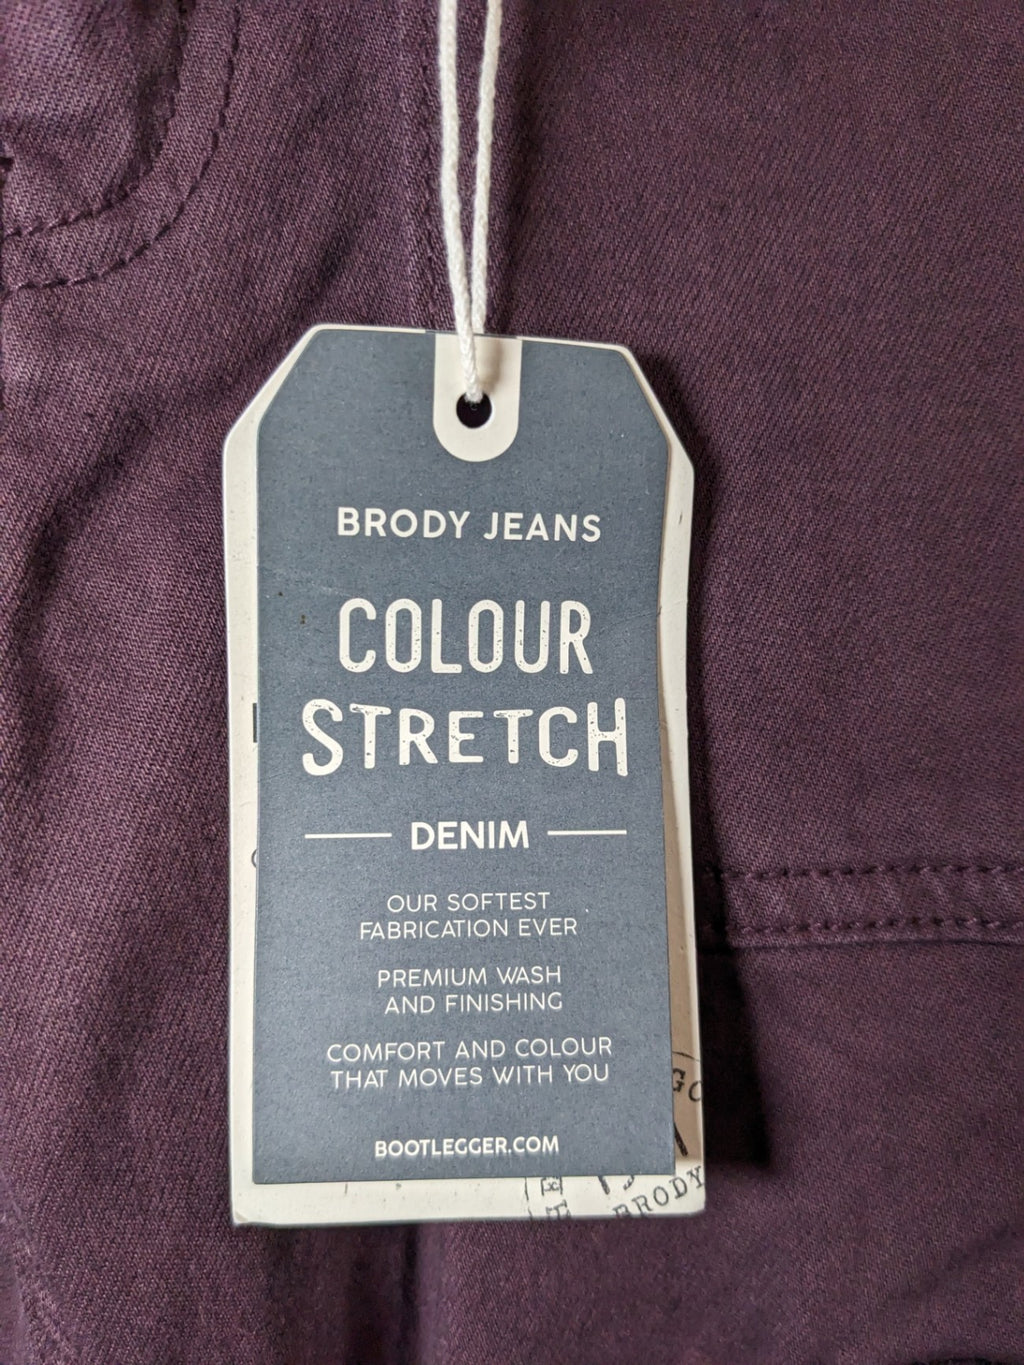 BRODY JEANS
COLOUR
STRETCH
DENIM
OUR SOFTEST
FABRICATION EVER
PREMIUM WASH
AND FINISHING
COMFORT AND COLOUR
THAT MOVES WITH YOU
BOOTLEGGER.COM
BRODY